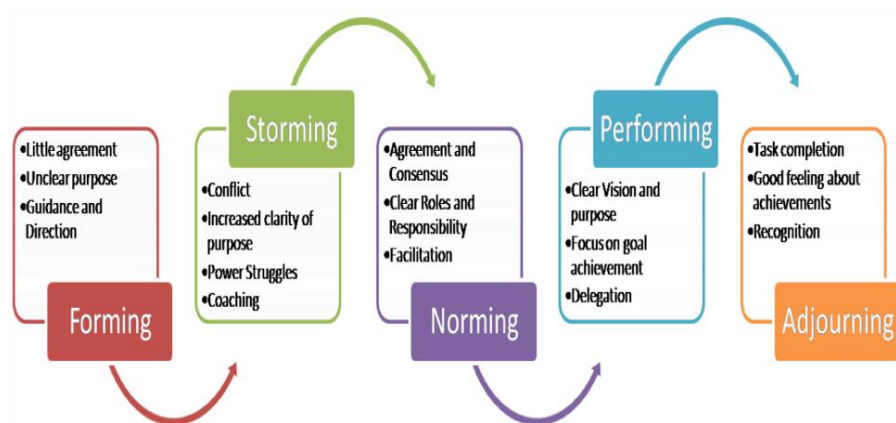 •Little agreement
•Unclear purpose
•Guidance and
Direction
Forming
Storming
•Conflict
•Increased clarity of
purpose
•Power Struggles
•Coaching
•Agreement and
Consensus
•Clear Roles and
Responsibility
•Facilitation
Norming
Performing
•Clear Vision and
purpose
•Focus on goal
achievement
•Delegation
•Task completion
•Good feeling about
achievements
•Recognition
Adjourning